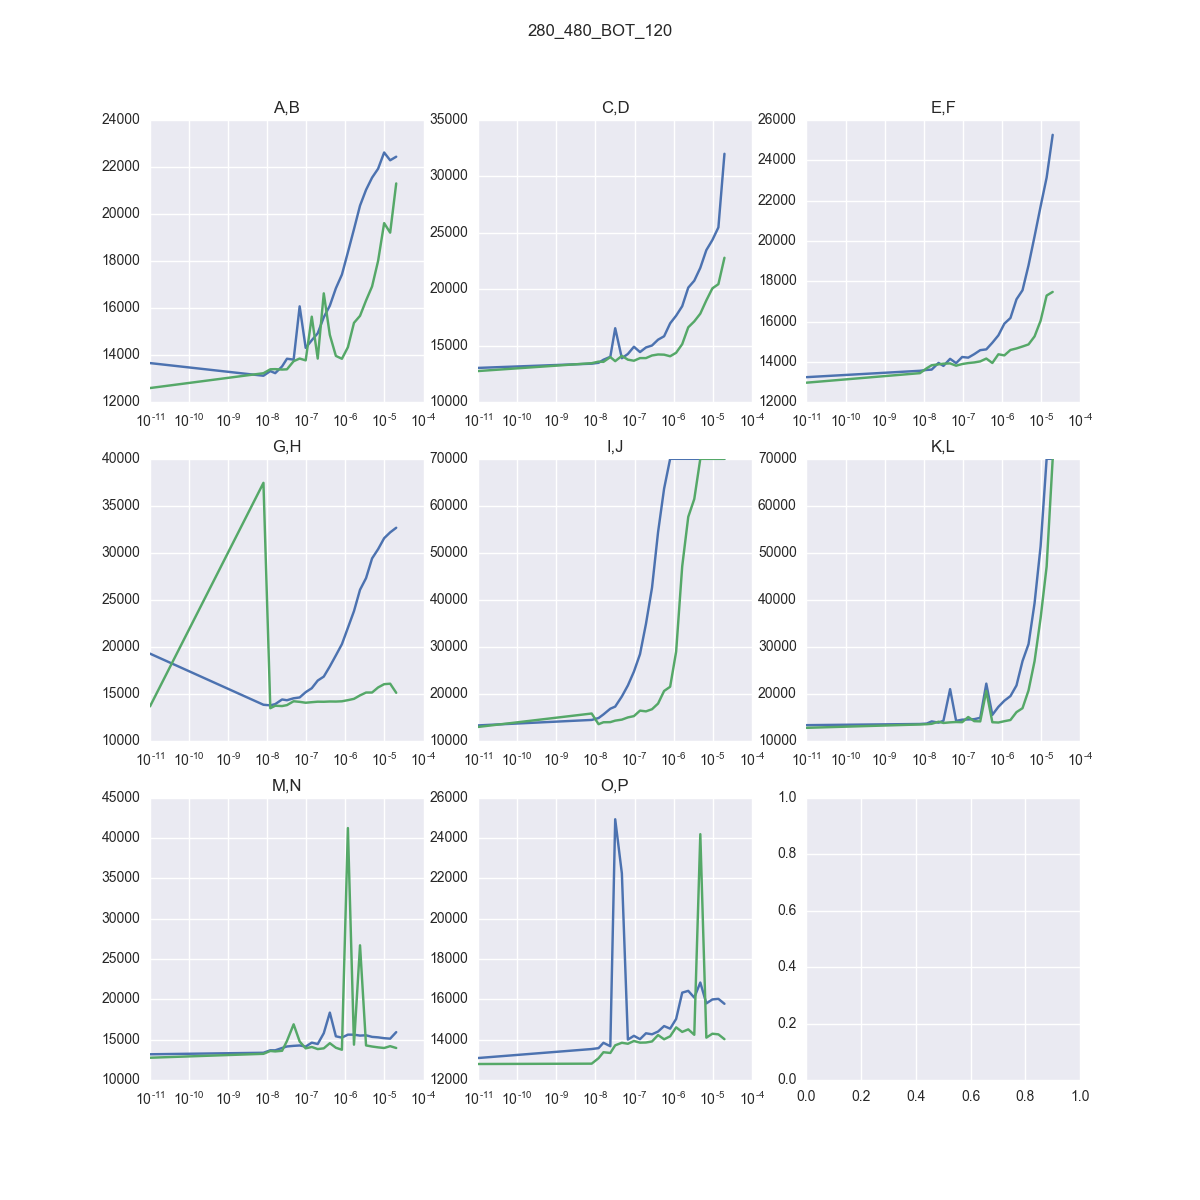 280_480_BOT_120
A,B C,D E,F
24000 35000 26000
22000 30000 24000
20000 25000 22000
18000 20000 20000
16000 15000 18000
14000 10000 16000
12000 14000
12000
10⁻¹¹ 10⁻¹⁰ 10⁻⁹ 10⁻⁸ 10⁻⁷ 10⁻⁶ 10⁻⁵ 10⁻⁴ 10⁻¹¹ 10⁻¹⁰ 10⁻⁹ 10⁻⁸ 10⁻⁷ 10⁻⁶ 10⁻⁵ 10⁻⁴ 10⁻¹¹ 10⁻¹⁰ 10⁻⁹ 10⁻⁸ 10⁻⁷ 10⁻⁶ 10⁻⁵ 10⁻⁴
G,H I,J K,L
40000 70000 70000
35000 60000 60000
30000 50000 50000
25000 40000 40000
20000 30000 30000
15000 20000 20000
10000 10000 10000
10⁻¹¹ 10⁻¹⁰ 10⁻⁹ 10⁻⁸ 10⁻⁷ 10⁻⁶ 10⁻⁵ 10⁻⁴ 10⁻¹¹ 10⁻¹⁰ 10⁻⁹ 10⁻⁸ 10⁻⁷ 10⁻⁶ 10⁻⁵ 10⁻⁴ 10⁻¹¹ 10⁻¹⁰ 10⁻⁹ 10⁻⁸ 10⁻⁷ 10⁻⁶ 10⁻⁵ 10⁻⁴
M,N O,P
45000 26000 1.0
40000 24000 0.8
35000 22000 0.6
30000 20000 0.4
25000 18000 0.2
20000 16000 0.0
15000 14000
10000 12000
10⁻¹¹ 10⁻¹⁰ 10⁻⁹ 10⁻⁸ 10⁻⁷ 10⁻⁶ 10⁻⁵ 10⁻⁴ 10⁻¹¹ 10⁻¹⁰ 10⁻⁹ 10⁻⁸ 10⁻⁷ 10⁻⁶ 10⁻⁵ 10⁻⁴ 0.0 0.2 0.4 0.6 0.8 1.0